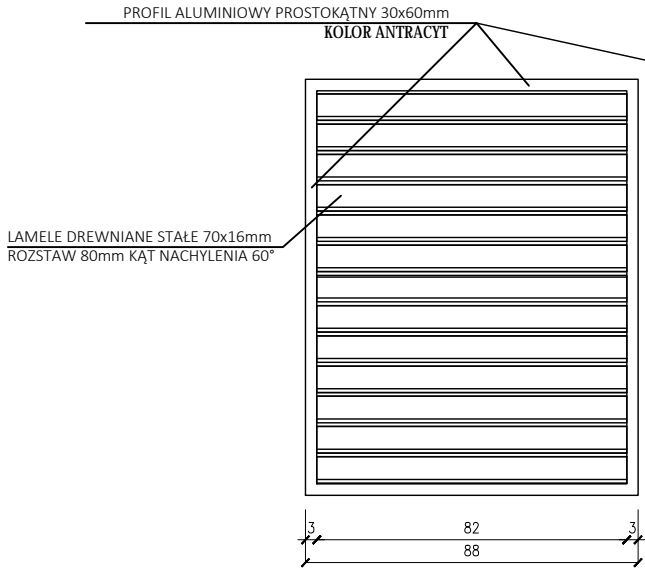 PROFIL ALUMINIOWY PROSTOKĄTNY 30x60mm
KOLOR ANTRACYT
LAMELE DREWNIANE STAŁE 70x16mm
ROZSTAW 80mm KĄT NACHYLENIA 60°
3 82 3
88